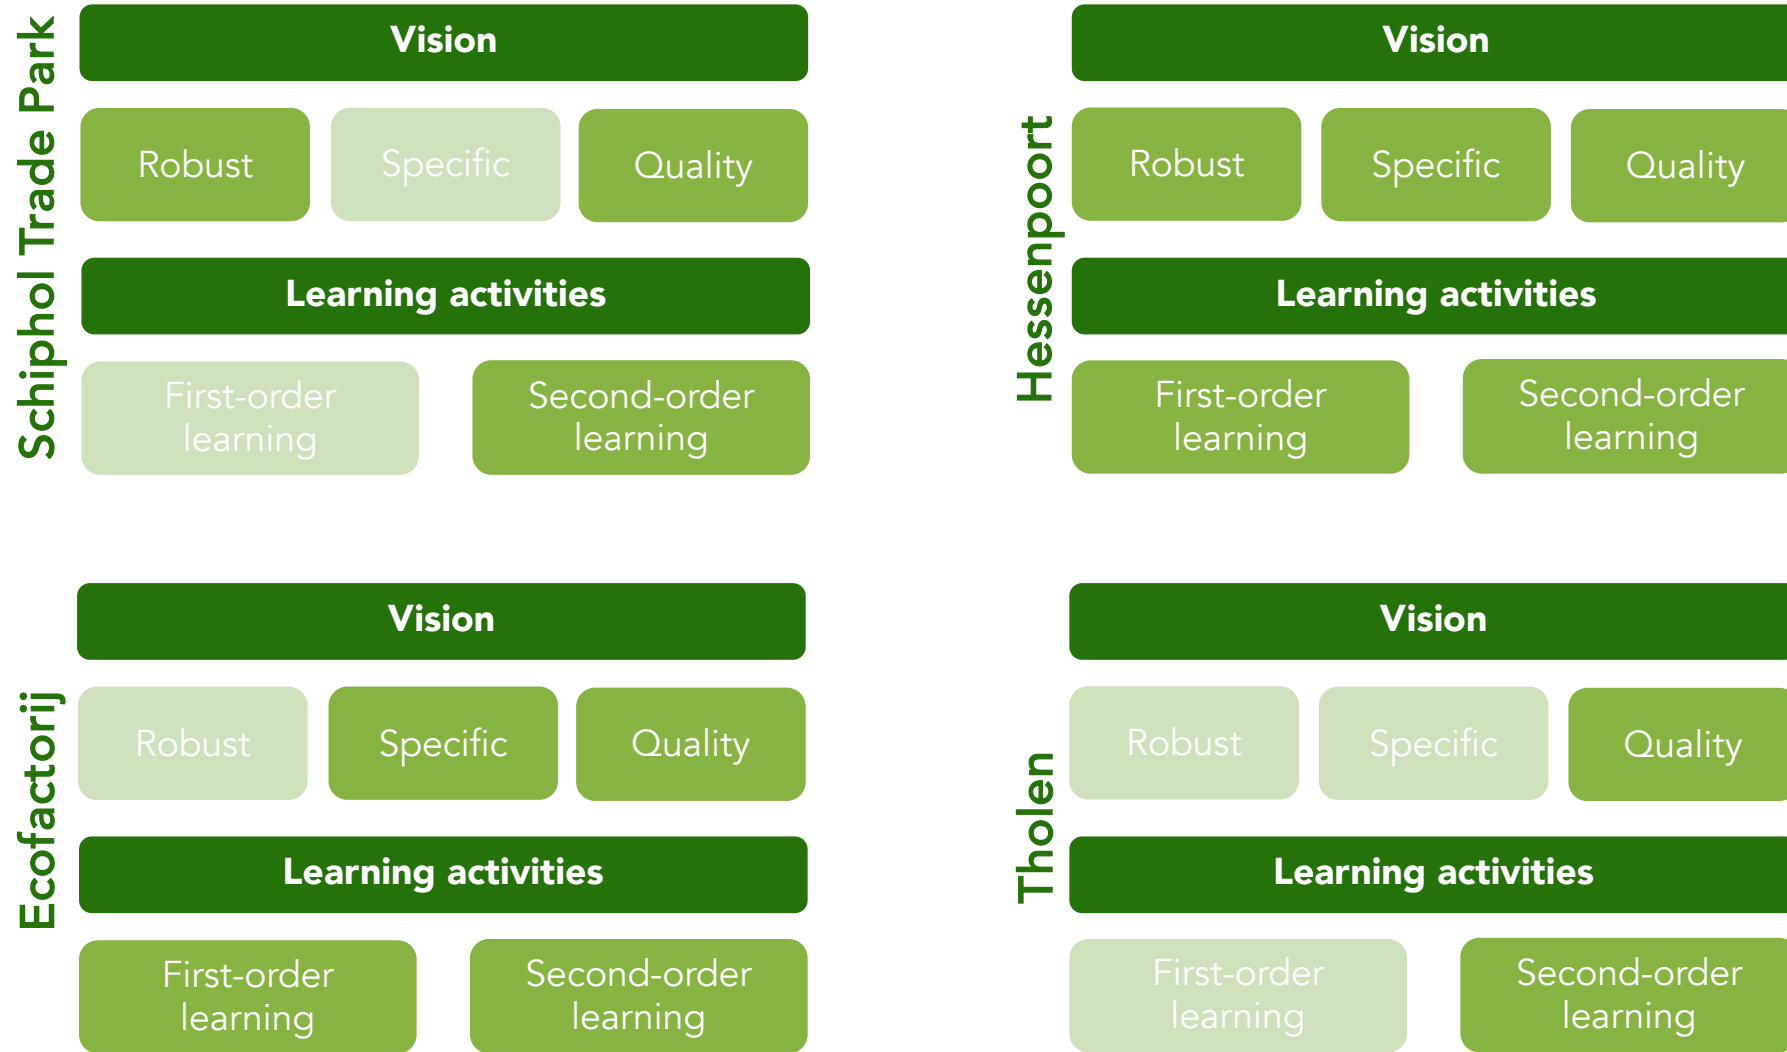 Schiphol Trade Park
Vision
Robust
Specific
Quality
Learning activities
First-order
learning
Second-order
learning
Hessenpoort
Vision
Robust
Specific
Quality
Learning activities
First-order
learning
Second-order
learning
Ecofactorij
Vision
Robust
Specific
Quality
Learning activities
First-order
learning
Second-order
learning
Tholen
Vision
Robust
Specific
Quality
Learning activities
First-order
learning
Second-order
learning